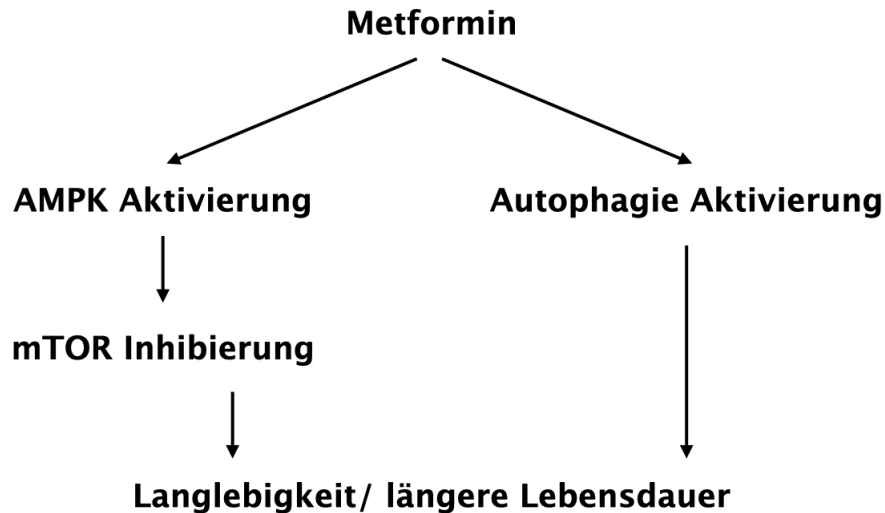 Metformin
AMPK Aktivierung
Autophagie Aktivierung
mTOR Inhibierung
Langlebigkeit/ längere Lebensdauer